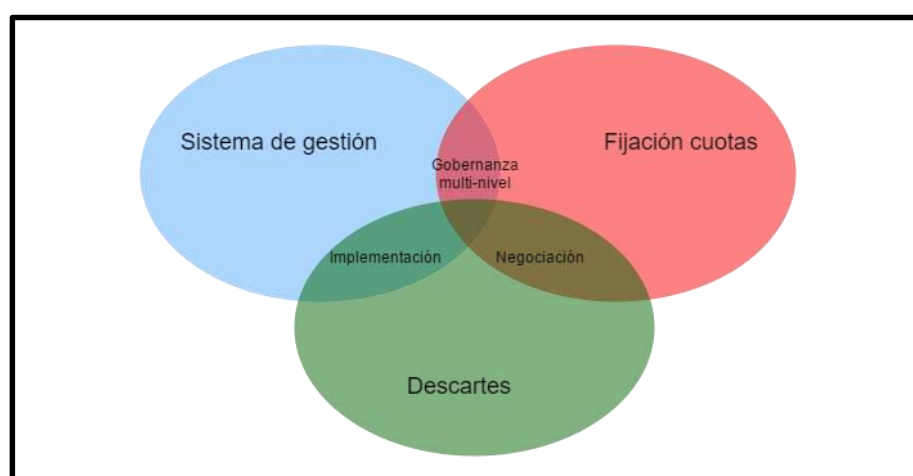 Sistema de gestión
Fijación cuotas
Gobernanza
multi-nivel
Implementación
Negociación
Descartes